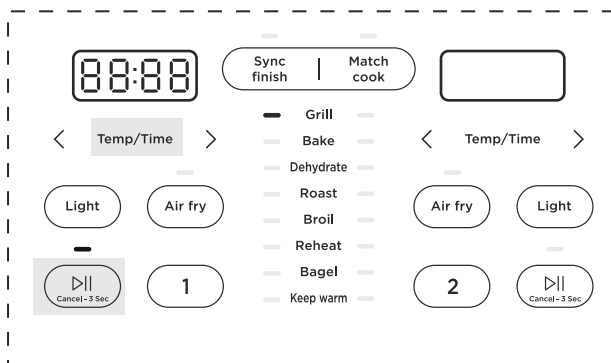 88:88
Sync finish
Match cook
Temp/Time
Temp/Time
Grill
Bake
Dehydrate
Roast
Broil
Reheat
Bagel
Keep warm
Light
Air fry
Air fry
Light
Cancel – 3 Sec
1
2
Cancel – 3 Sec